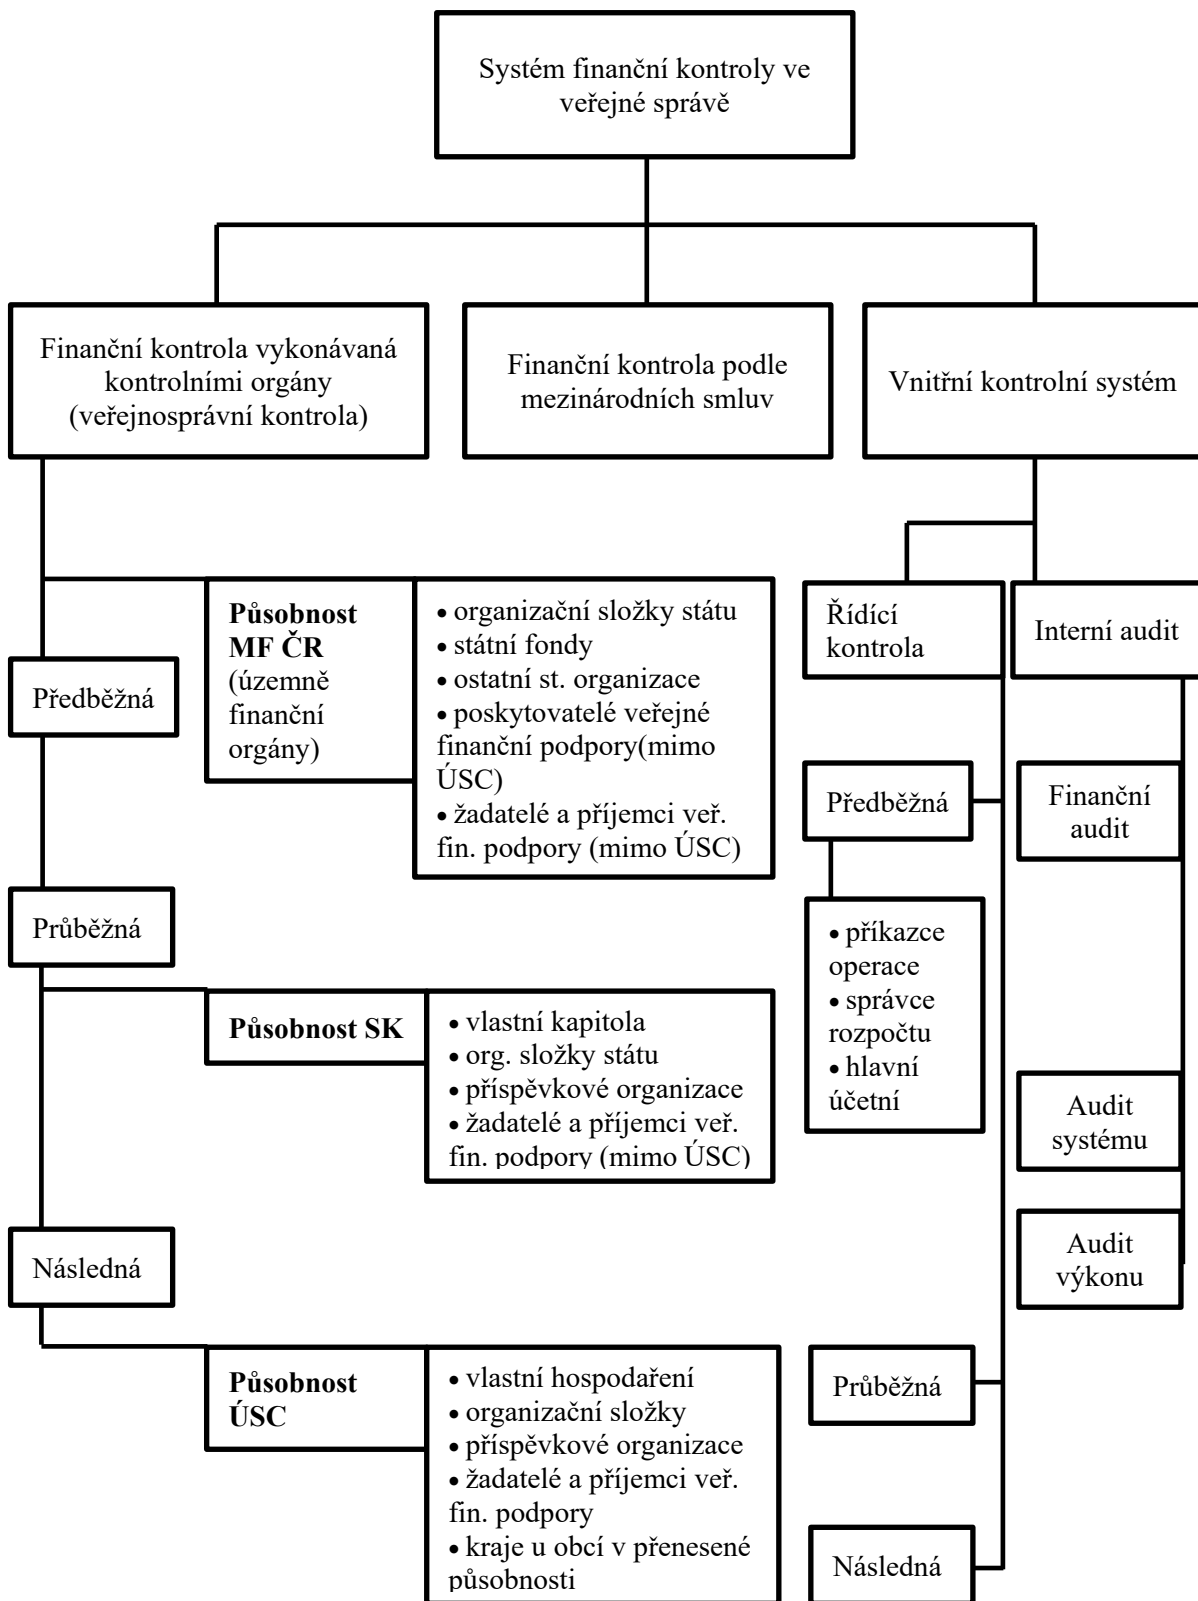 Systém finanční kontroly ve
veřejné správě
Finanční kontrola vykonávaná
kontrolními orgány
(veřejnosprávní kontrola)
Finanční kontrola podle
mezinárodních smluv
Vnitřní kontrolní systém
Předběžná
Průběžná
Následná
Působnost
MF ČR
(územně
finanční
orgány)
• organizační složky státu
• státní fondy
• ostatní st. organizace
• poskytovatelé veřejné
finanční podpory(mimo
ÚSC)
• žadatelé a příjemci veř.
fin. podpory (mimo ÚSC)
Působnost SK
• vlastní kapitola
• org. složky státu
• příspěvkové organizace
• žadatelé a příjemci veř.
fin. podpory (mimo ÚSC)
Působnost
ÚSC
• vlastní hospodaření
• organizační složky
• příspěvkové organizace
• žadatelé a příjemci veř.
fin. podpory
• kraje u obcí v přenesené
působnosti
Řídící
kontrola
Předběžná
• příkazce
operace
• správce
rozpočtu
• hlavní
účetní
Průběžná
Následná
Interní audit
Finanční
audit
Audit
systému
Audit
výkonu